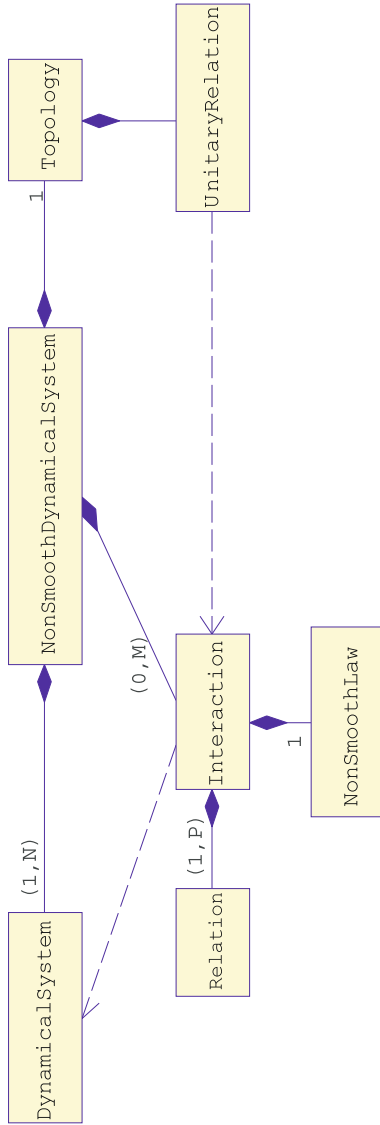 DynamicalSystem
(1,N)
NonSmoothDynamicalSystem
1
Topology
(0,M)
Relation
(1,P)
Interaction
UnitaryRelation
1
NonSmoothLaw